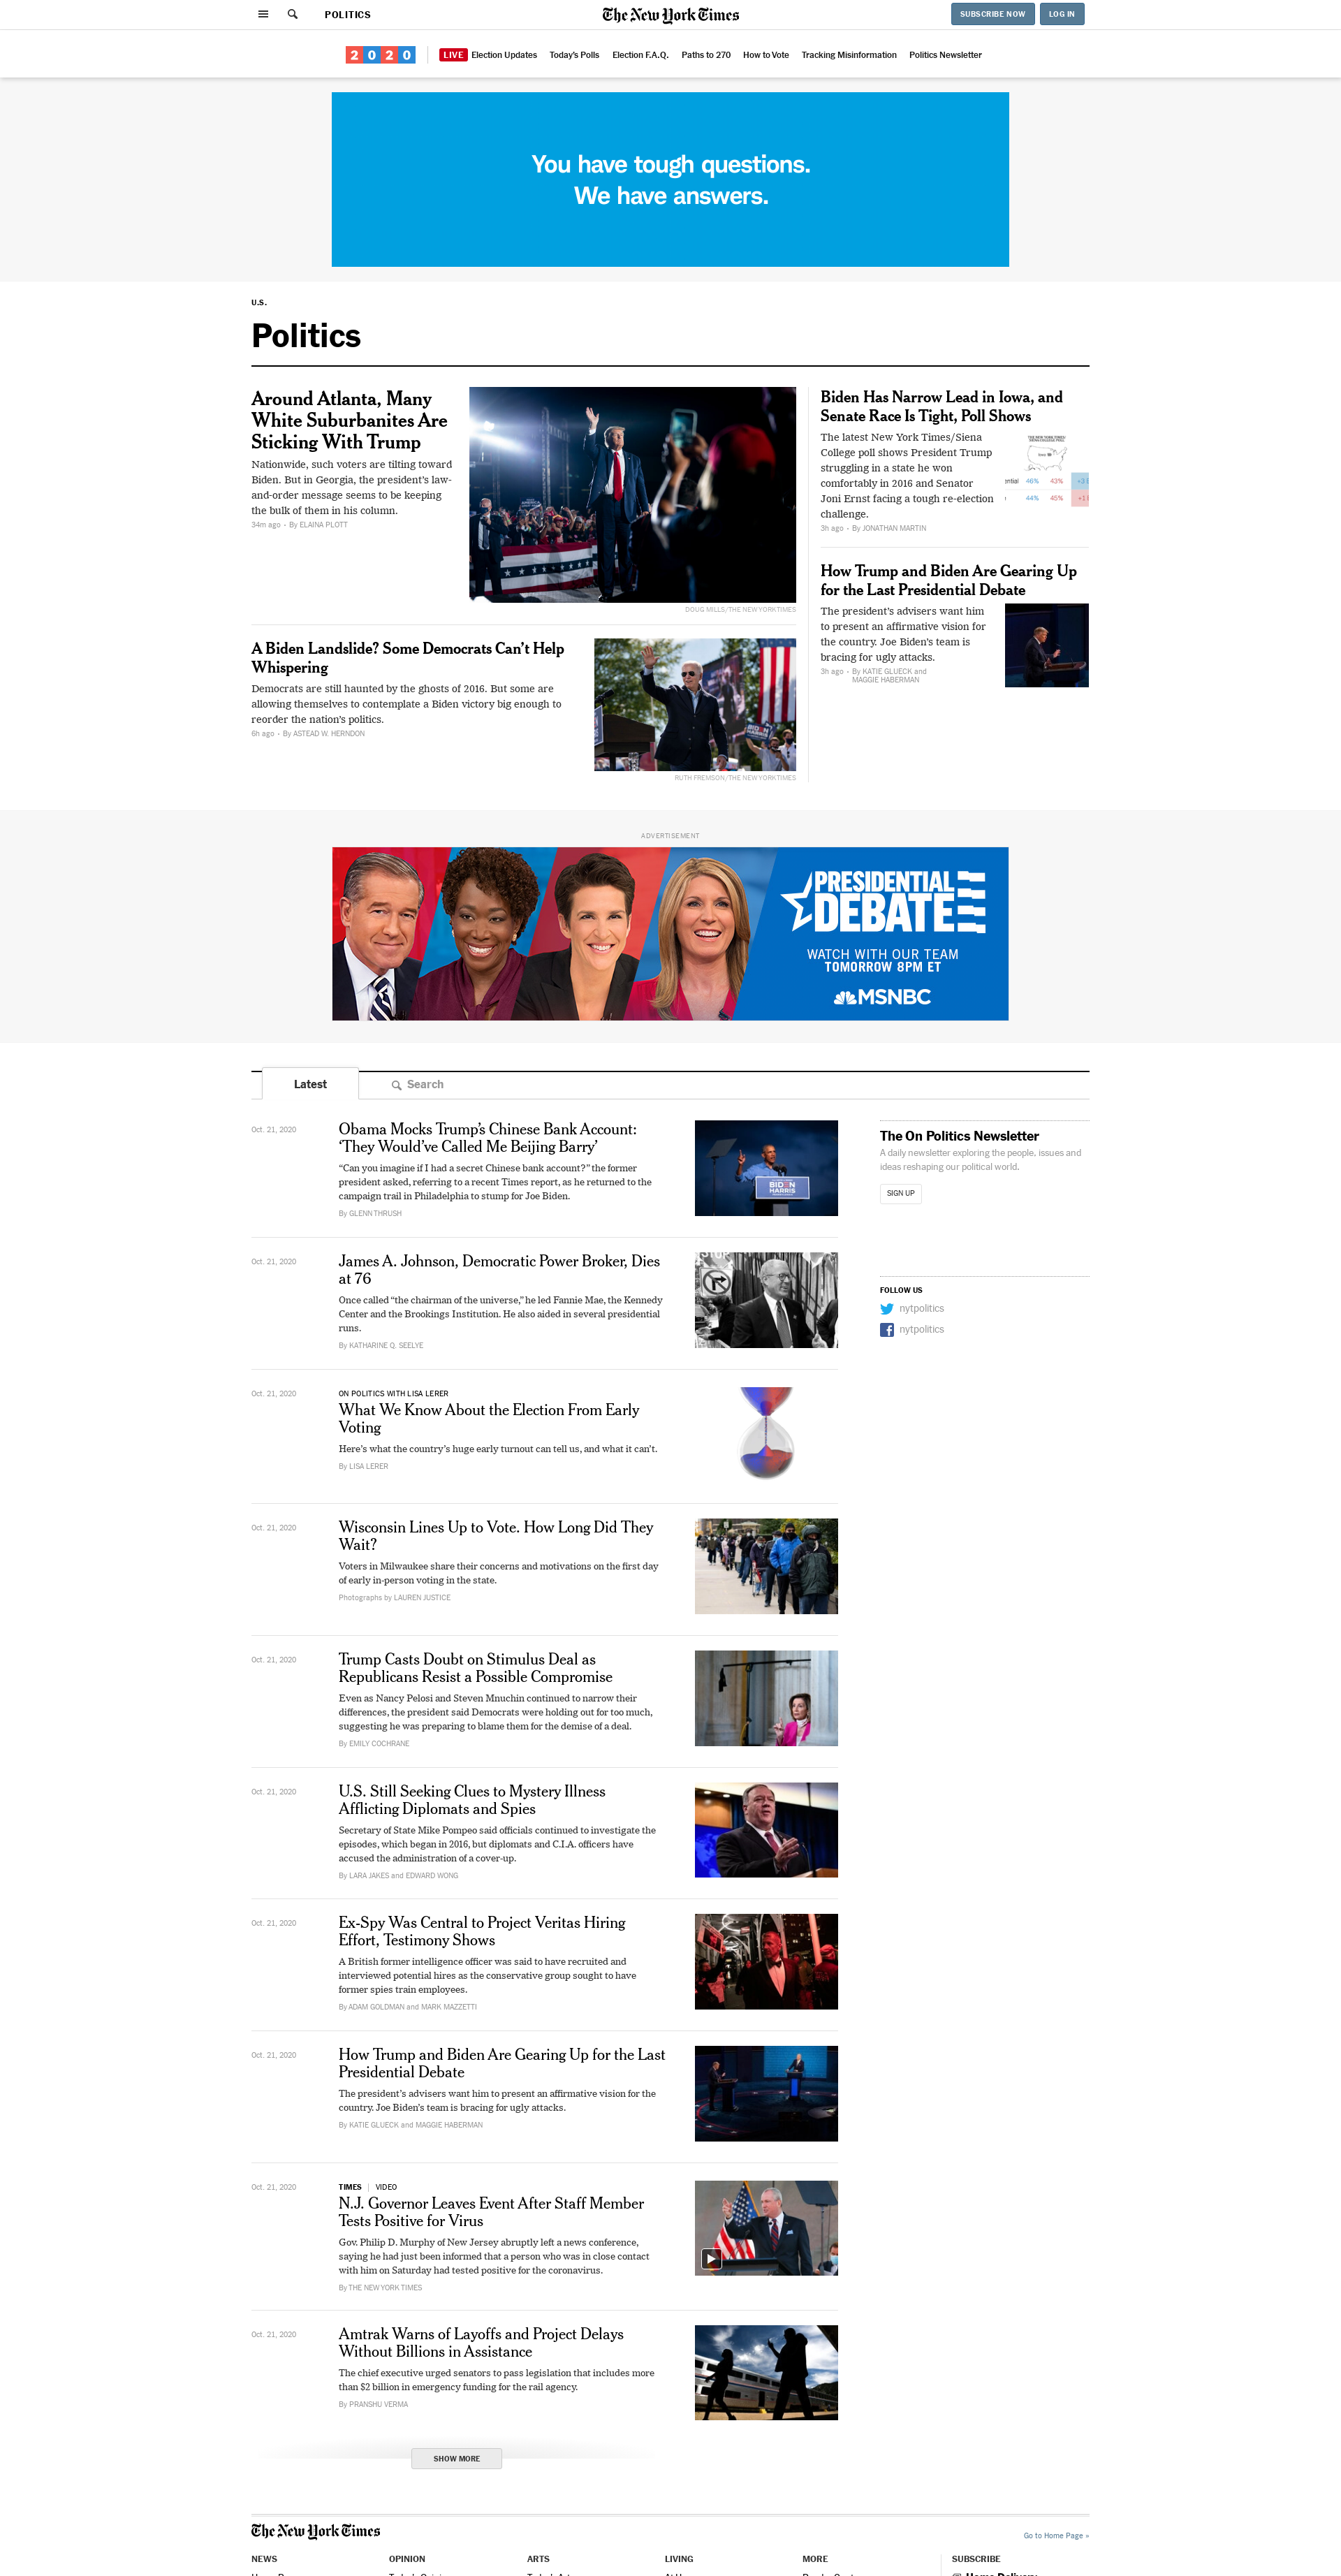 POLITICS
The New York Times
SUBSCRIBE NOW
LOG IN
2020
LIVE Election Updates
Today's Polls
Election F.A.Q.
Paths to 270
How to Vote
Tracking Misinformation
Politics Newsletter
You have tough questions.
We have answers.
U.S.
Politics
Around Atlanta, Many
White Suburbanites Are
Sticking With Trump
Nationwide, such voters are tilting toward
Biden. But in Georgia, the president's law-
and-order message seems to be keeping
the bulk of them in his column.
34m ago • By ELAINA PLOTT
DOUG MILLS/THE NEW YORK TIMES
A Biden Landslide? Some Democrats Can't Help
Whispering
Democrats are still haunted by the ghosts of 2016. But some are
allowing themselves to contemplate a Biden victory big enough to
reorder the nation's politics.
6h ago • By ASTEAD W. HERNDON
RUTH FREMSON/THE NEW YORK TIMES
Biden Has Narrow Lead in Iowa, and
Senate Race Is Tight, Poll Shows
The latest New York Times/Siena
College poll shows President Trump
struggling in a state he won
comfortably in 2016 and Senator
Joni Ernst facing a tough re-election
challenge.
3h ago • By JONATHAN MARTIN
46% 43%
44% 45%
How Trump and Biden Are Gearing Up
for the Last Presidential Debate
The president's advisers want him
to present an affirmative vision for
the country. Joe Biden's team is
bracing for ugly attacks.
3h ago • By KATIE GLUECK and
MAGGIE HABERMAN
ADVERTISEMENT
PRESIDENTIAL
DEBATE
WATCH WITH OUR TEAM
TOMORROW 8PM ET
MSNBC
Latest
Search
Oct. 21, 2020
Obama Mocks Trump's Chinese Bank Account:
'They Would've Called Me Beijing Barry'
"Can you imagine if I had a secret Chinese bank account?" the former
president asked, referring to a recent Times report, as he returned to the
campaign trail in Philadelphia to stump for Joe Biden.
By GLENN THRUSH
BIDEN
HARRIS
Oct. 21, 2020
James A. Johnson, Democratic Power Broker, Dies
at 76
Once called "the chairman of the universe," he led Fannie Mae, the Kennedy
Center and the Brookings Institution. He also aided in several presidential
runs.
By KATHARINE Q. SEELYE
Oct. 21, 2020
ON POLITICS WITH LISA LERER
What We Know About the Election From Early
Voting
Here's what the country's huge early turnout can tell us, and what it can't.
By LISA LERER
Oct. 21, 2020
Wisconsin Lines Up to Vote. How Long Did They
Wait?
Voters in Milwaukee share their concerns and motivations on the first day
of early in-person voting in the state.
Photographs by LAUREN JUSTICE
Oct. 21, 2020
Trump Casts Doubt on Stimulus Deal as
Republicans Resist a Possible Compromise
Even as Nancy Pelosi and Steven Mnuchin continued to narrow their
differences, the president said Democrats were holding out for too much,
suggesting he was preparing to blame them for the demise of a deal.
By EMILY COCHRANE
Oct. 21, 2020
U.S. Still Seeking Clues to Mystery Illness
Afflicting Diplomats and Spies
Secretary of State Mike Pompeo said officials continued to investigate the
episodes, which began in 2016, but diplomats and C.I.A. officers have
accused the administration of a cover-up.
By LARA JAKES and EDWARD WONG
Oct. 21, 2020
Ex-Spy Was Central to Project Veritas Hiring
Effort, Testimony Shows
A British former intelligence officer was said to have recruited and
interviewed potential hires as the conservative group sought to have
former spies train employees.
By ADAM GOLDMAN and MARK MAZZETTI
Oct. 21, 2020
How Trump and Biden Are Gearing Up for the Last
Presidential Debate
The president's advisers want him to present an affirmative vision for the
country. Joe Biden's team is bracing for ugly attacks.
By KATIE GLUECK and MAGGIE HABERMAN
Oct. 21, 2020
TIMES | VIDEO
N.J. Governor Leaves Event After Staff Member
Tests Positive for Virus
Gov. Philip D. Murphy of New Jersey abruptly left a news conference,
saying he had just been informed that a person who was in close contact
with him on Saturday had tested positive for the coronavirus.
By THE NEW YORK TIMES
Oct. 21, 2020
Amtrak Warns of Layoffs and Project Delays
Without Billions in Assistance
The chief executive urged senators to pass legislation that includes more
than $2 billion in emergency funding for the rail agency.
By PRANSHU VERMA
SHOW MORE
The On Politics Newsletter
A daily newsletter exploring the people, issues and
ideas reshaping our political world.
SIGN UP
FOLLOW US
nytpolitics
nytpolitics
The New York Times
Go to Home Page »
NEWS
OPINION
ARTS
LIVING
MORE
SUBSCRIBE